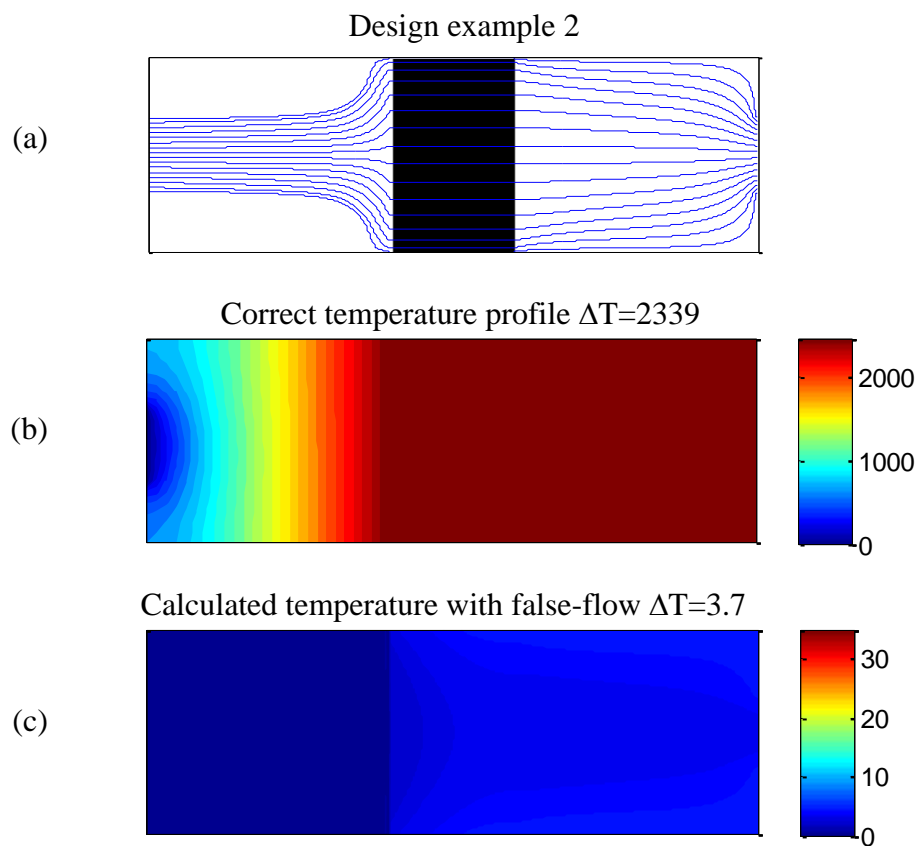 Design example 2
(a)
Correct temperature profile ΔT=2339
(b)
2000
1000
0
Calculated temperature with false-flow ΔT=3.7
(c)
30
20
10
0